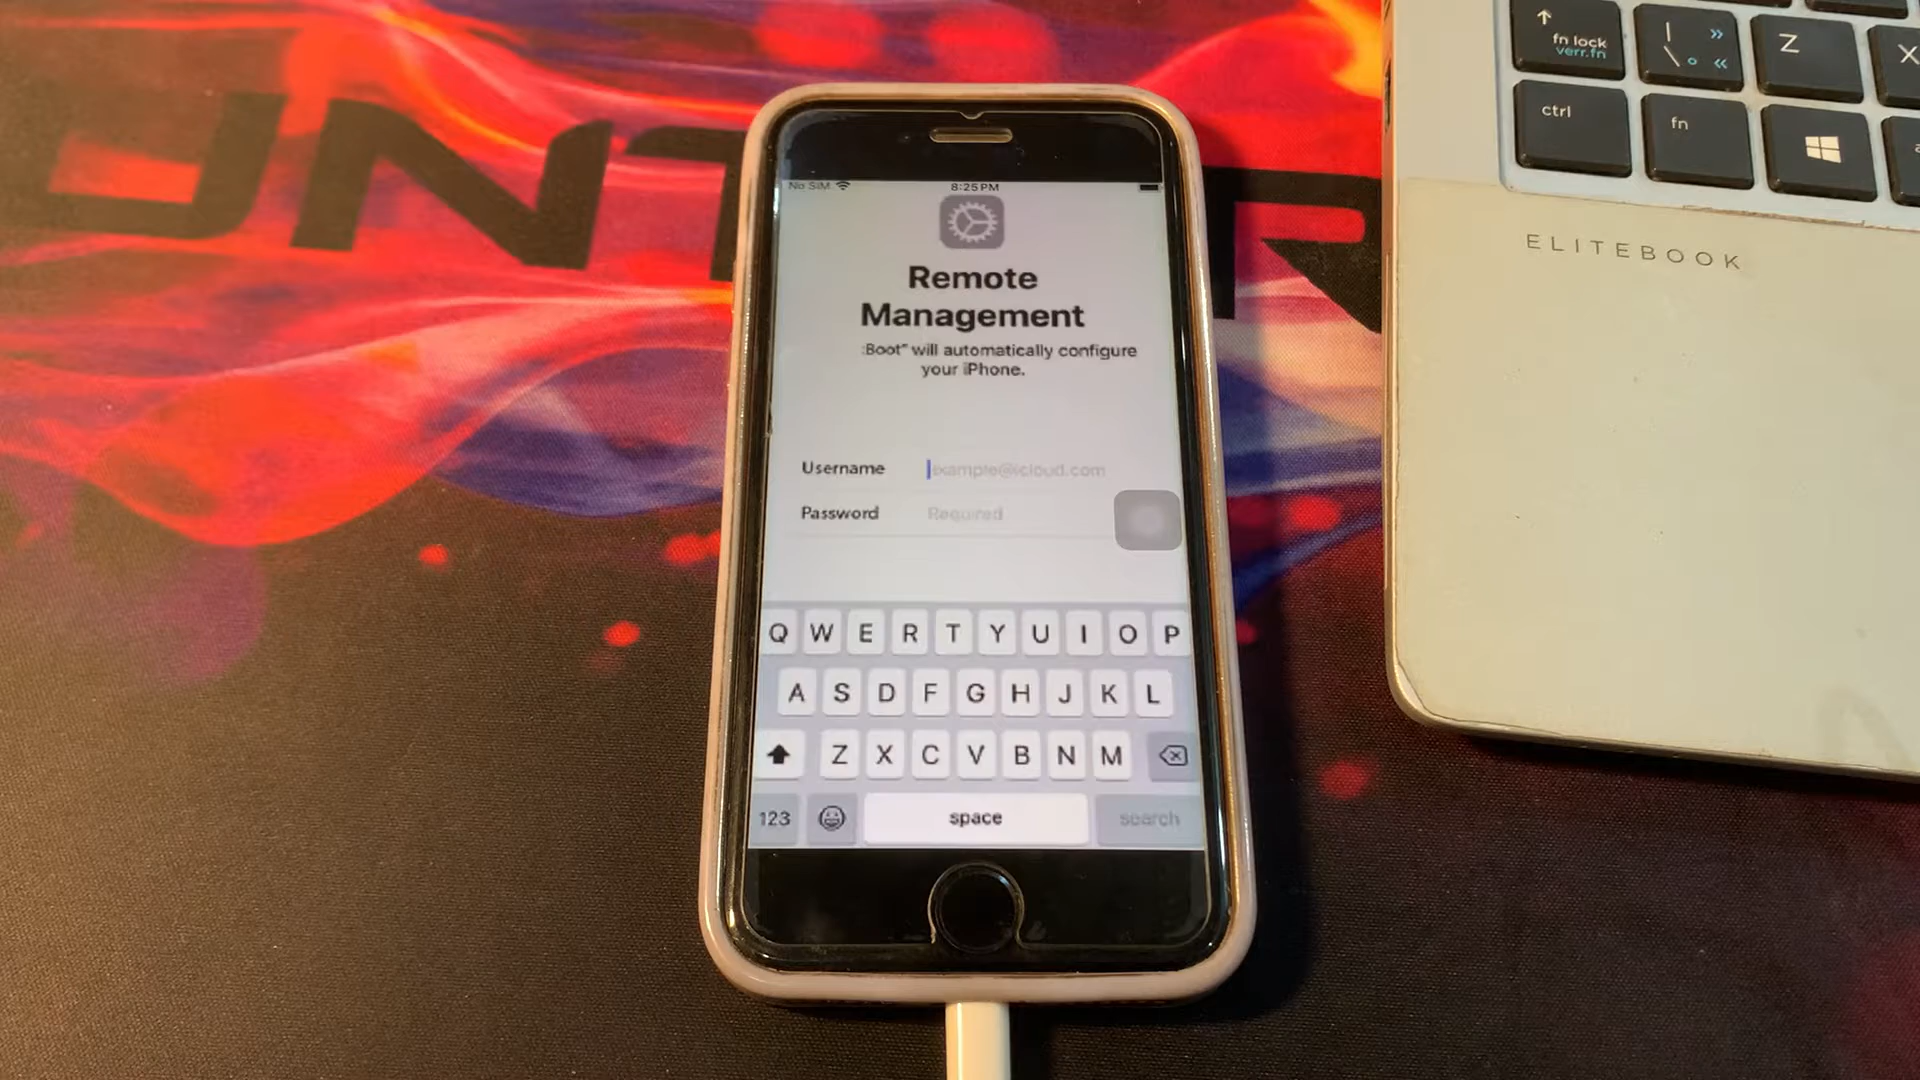 No SIM
8:25 PM
Remote
Management
:Boot" will automatically configure
your iPhone.
Username
example@icloud.com
Password
Required
Q W E R T Y U I O P
A S D F G H J K L
Z X C V B N M
123
space
search
fn lock
verr.fn
| »
\ ° «
Z
X
ctrl
fn
ELITEBOOK